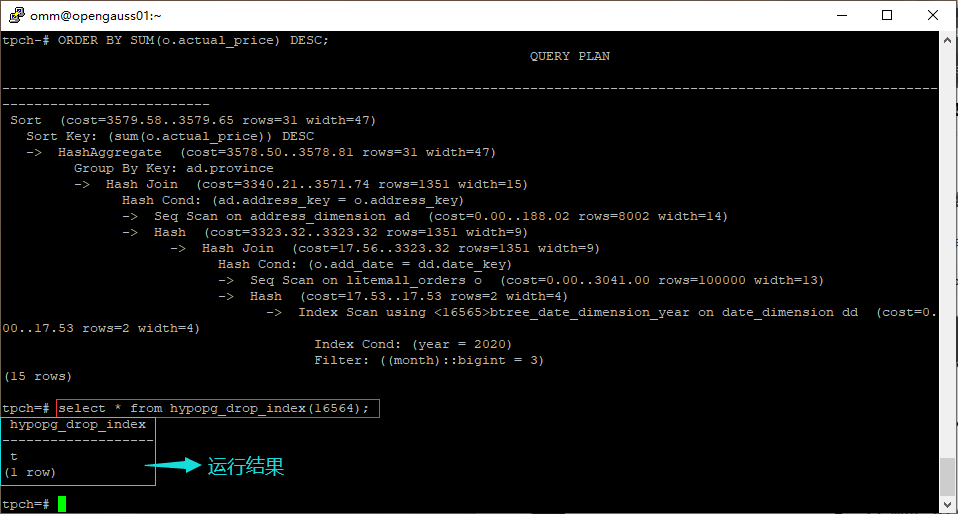 omm@opengauss01:~
tpch-# ORDER BY SUM(o.actual_price) DESC;
QUERY PLAN
---------------------------------------------------------------------------------------------------------------------
--------------------------
Sort  (cost=3579.58..3579.65 rows=31 width=47)
Sort Key: (sum(o.actual_price)) DESC
->  HashAggregate  (cost=3578.50..3578.81 rows=31 width=47)
Group By Key: ad.province
->  Hash Join  (cost=3340.21..3571.74 rows=1351 width=15)
Hash Cond: (ad.address_key = o.address_key)
->  Seq Scan on address_dimension ad  (cost=0.00..188.02 rows=8002 width=14)
->  Hash  (cost=3323.32..3323.32 rows=1351 width=9)
->  Hash Join  (cost=17.56..3323.32 rows=1351 width=9)
Hash Cond: (o.add_date = dd.date_key)
->  Seq Scan on litemall_orders o  (cost=0.00..3041.00 rows=100000 width=13)
->  Hash  (cost=17.53..17.53 rows=2 width=4)
->  Index Scan using <16565>btree_date_dimension_year on date_dimension dd  (cost=0.
00..17.53 rows=2 width=4)
Index Cond: (year = 2020)
Filter: ((month)::bigint = 3)
(15 rows)
tpch=# select * from hypopg_drop_index(16564);
hypopg_drop_index
-------------------
t
(1 row)
运行结果
tpch=#